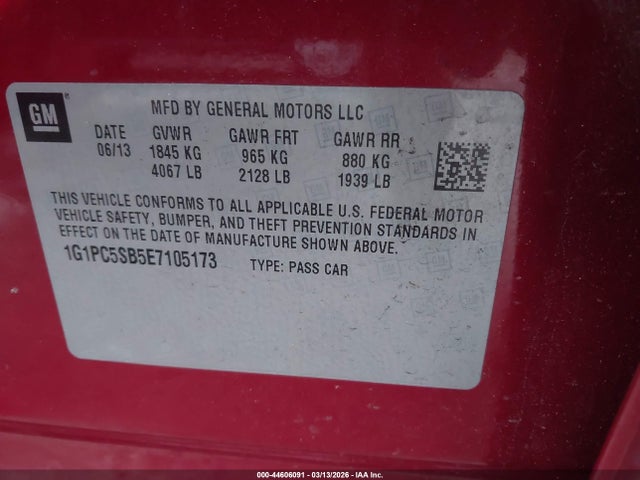 GM
MFD BY GENERAL MOTORS LLC
DATE GVWR GAWR FRT GAWR RR
06/13 1845 KG 965 KG 880 KG
4067 LB 2128 LB 1939 LB
THIS VEHICLE CONFORMS TO ALL APPLICABLE U.S. FEDERAL MOTOR
VEHICLE SAFETY, BUMPER, AND THEFT PREVENTION STANDARDS IN
EFFECT ON THE DATE OF MANUFACTURE SHOWN ABOVE.
1G1PC5SB5E7105173 TYPE: PASS CAR
000-44606091 - 03/13/2026 - IAA Inc.